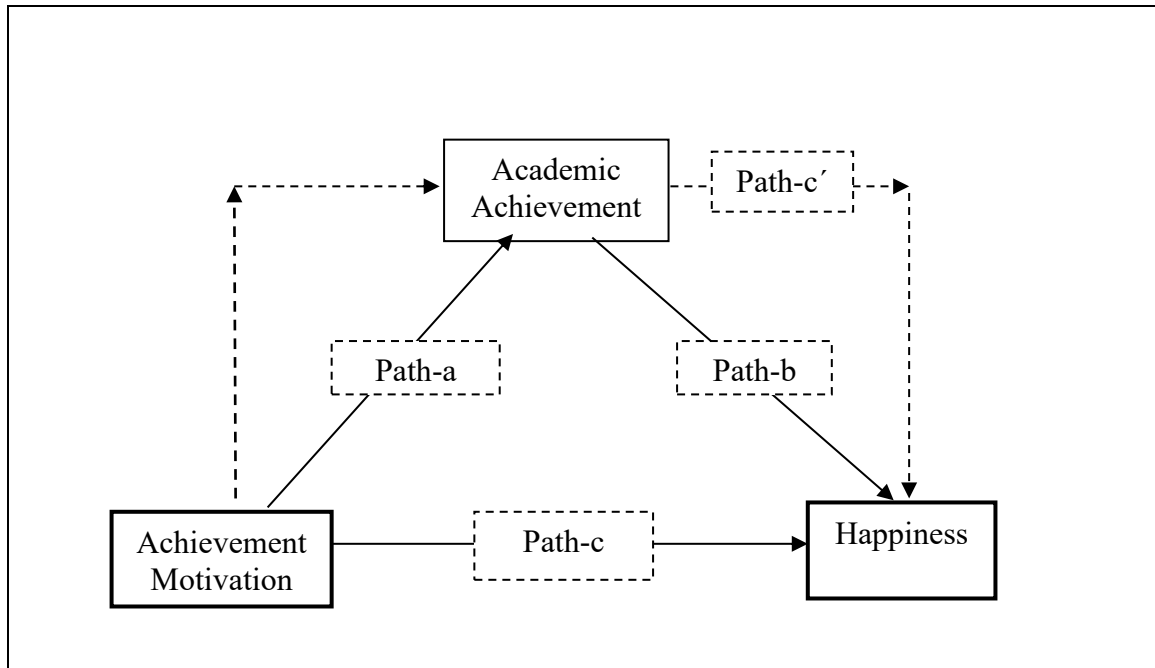 Academic
Achievement
Path-c´
Path-a
Path-b
Achievement
Motivation
Path-c
Happiness